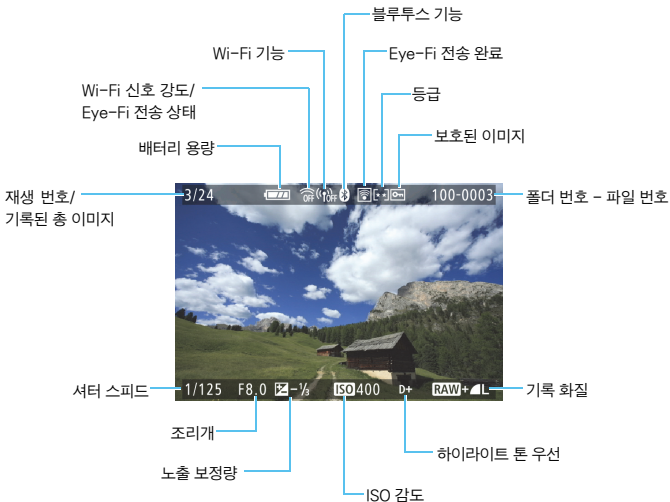 블루투스 기능
Wi-Fi 기능
Eye-Fi 전송 완료
Wi-Fi 신호 강도/
Eye-Fi 전송 상태
등급
배터리 용량
보호된 이미지
재생 번호/
기록된 총 이미지
3/24
OFF
OFF
100-0003
폴더 번호 - 파일 번호
셔터 스피드
1/125 F8.0 -1/3 ISO 400 D+ RAW+L
기록 화질
조리개
하이라이트 톤 우선
노출 보정량
ISO 감도